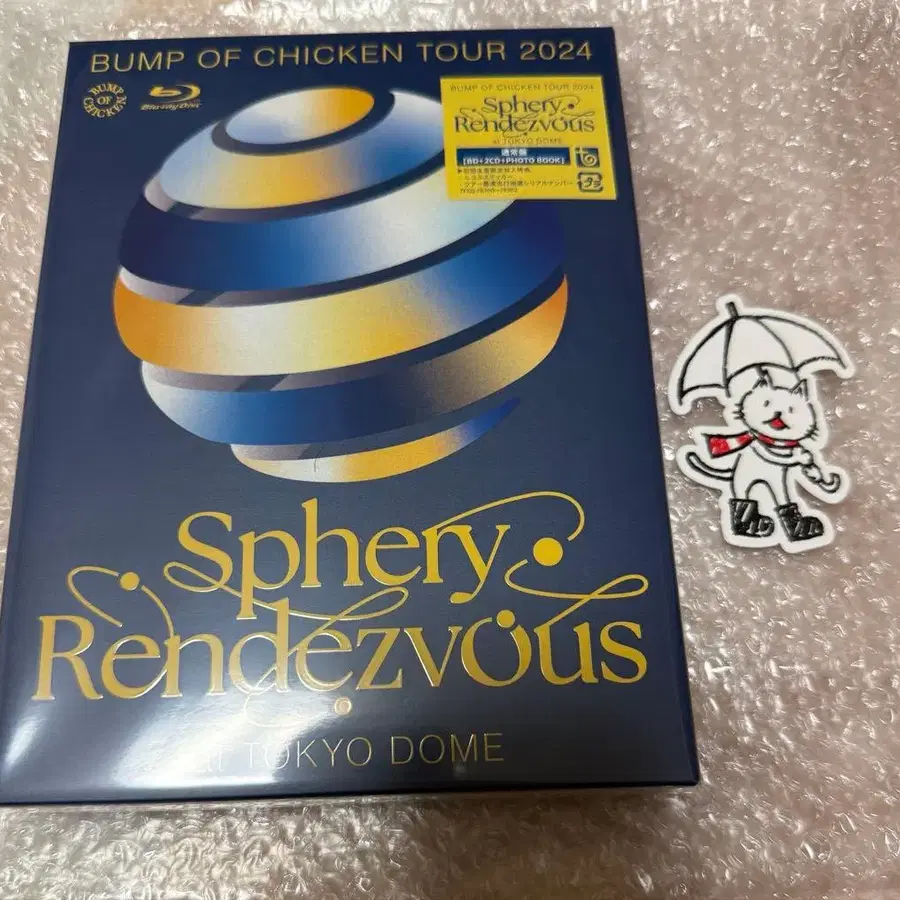 BUMP OF CHICKEN TOUR 2024
BUMP
OF
CHICKEN
Blu-ray Disc
BUMP OF CHICKEN TOUR 2024
Sphery
Rendezvous
at TOKYO DOME
通常盤
[BD+2CD+PHOTO BOOK]
Sphery
Rendezvous
at TOKYO DOME